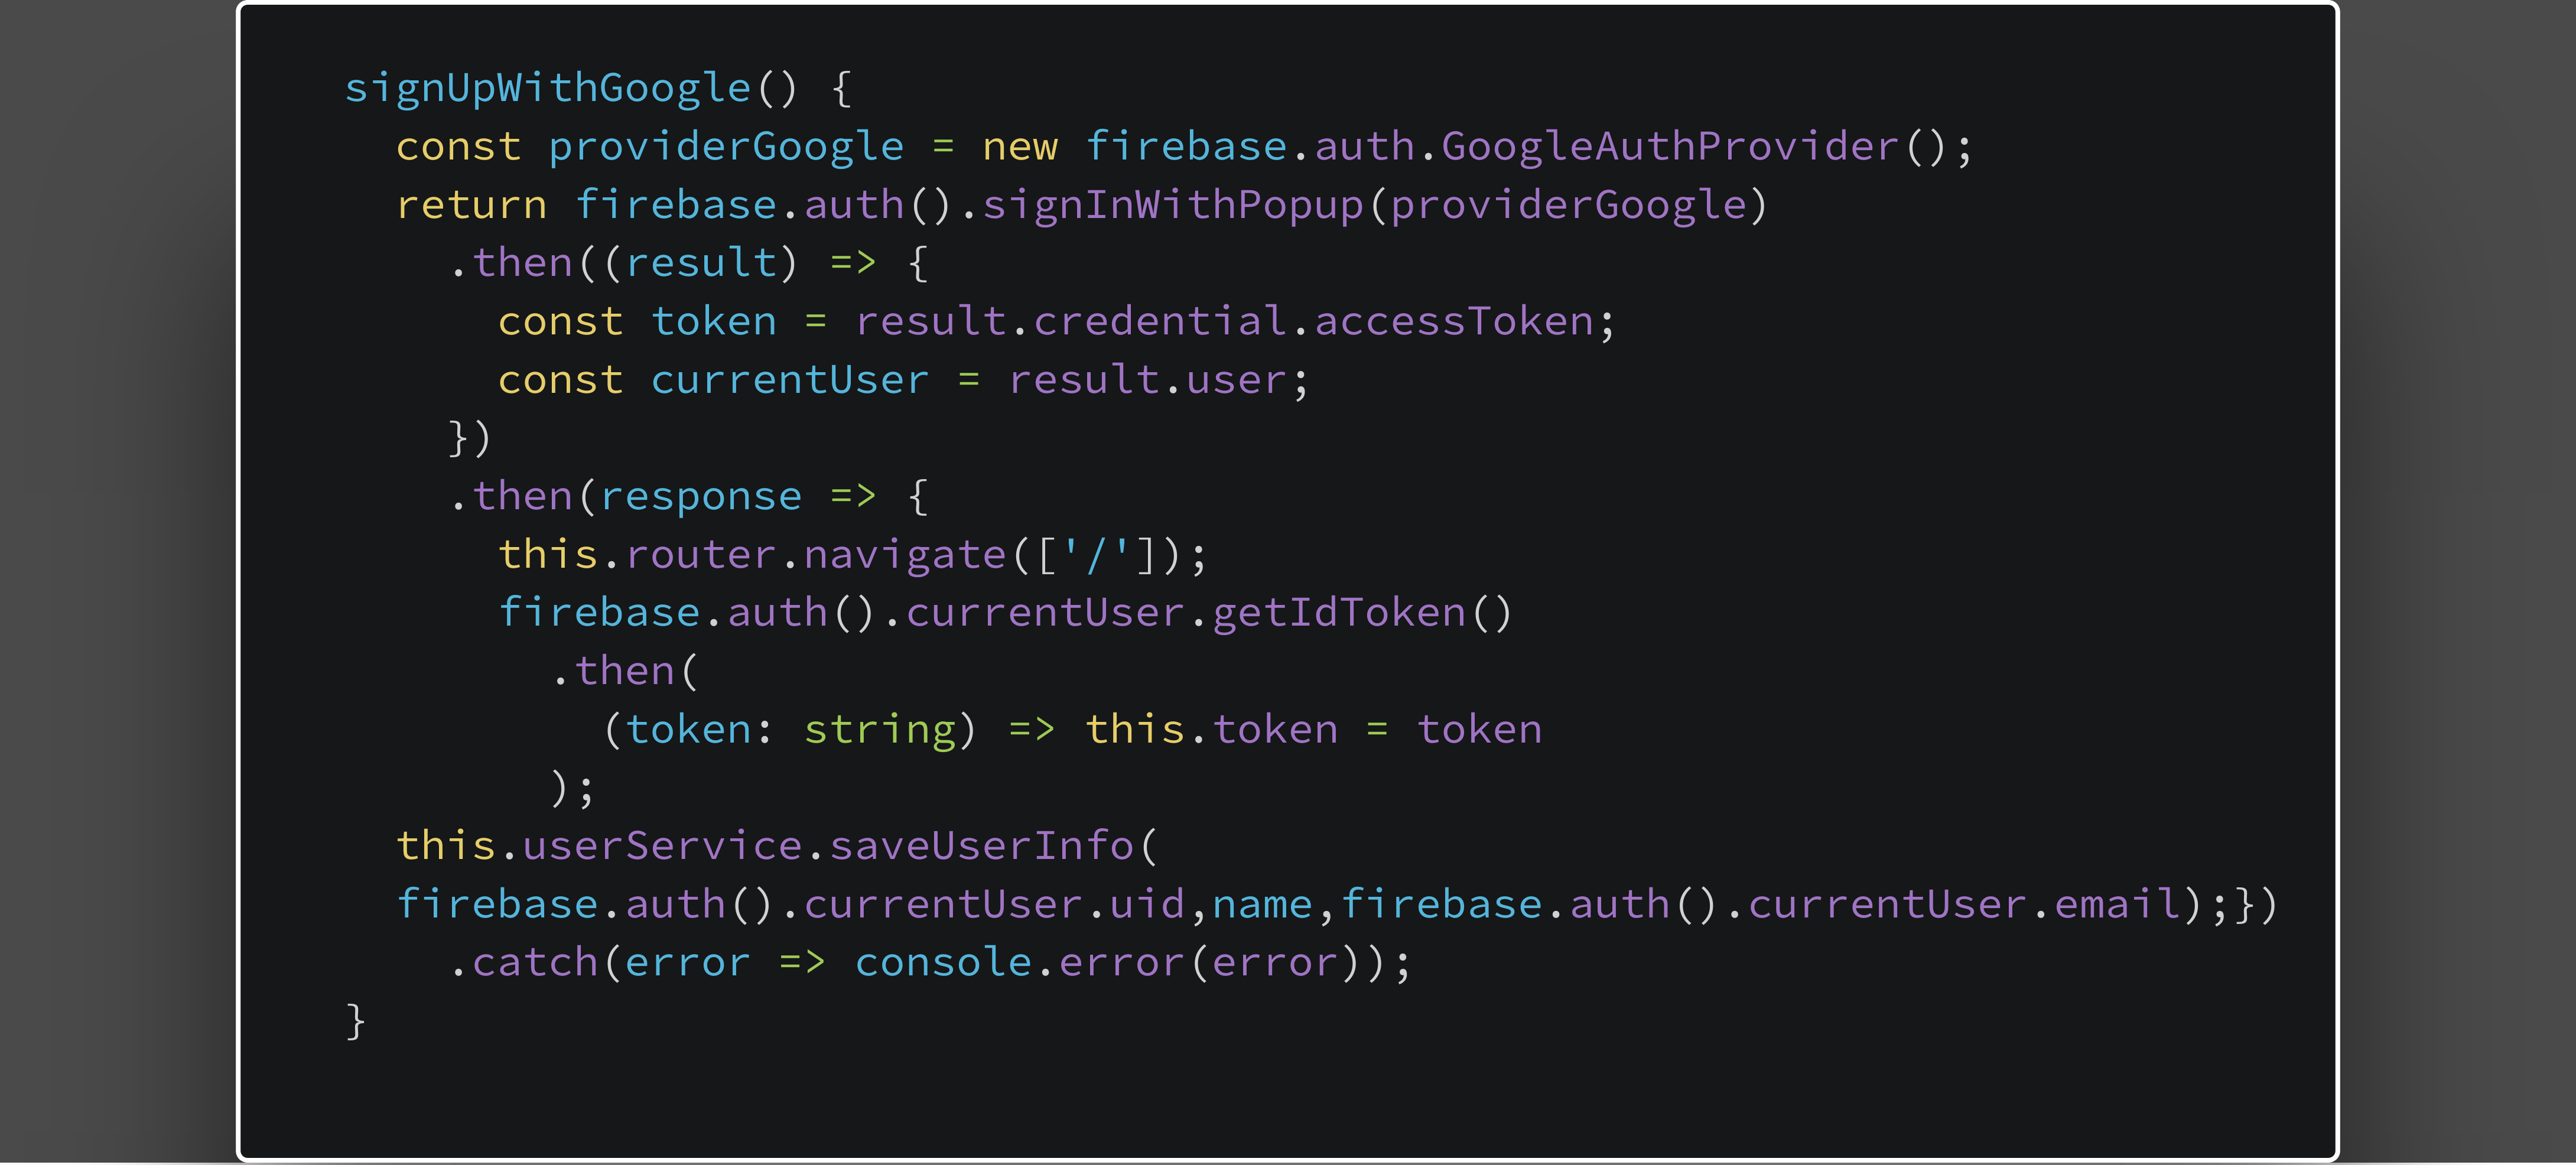 signUpWithGoogle() {
  const providerGoogle = new firebase.auth.GoogleAuthProvider();
  return firebase.auth().signInWithPopup(providerGoogle)
    .then((result) => {
      const token = result.credential.accessToken;
      const currentUser = result.user;
    })
    .then(response => {
      this.router.navigate(['/']);
      firebase.auth().currentUser.getIdToken()
        .then(
          (token: string) => this.token = token
        );
  this.userService.saveUserInfo(
  firebase.auth().currentUser.uid,name,firebase.auth().currentUser.email);})
    .catch(error => console.error(error));
}